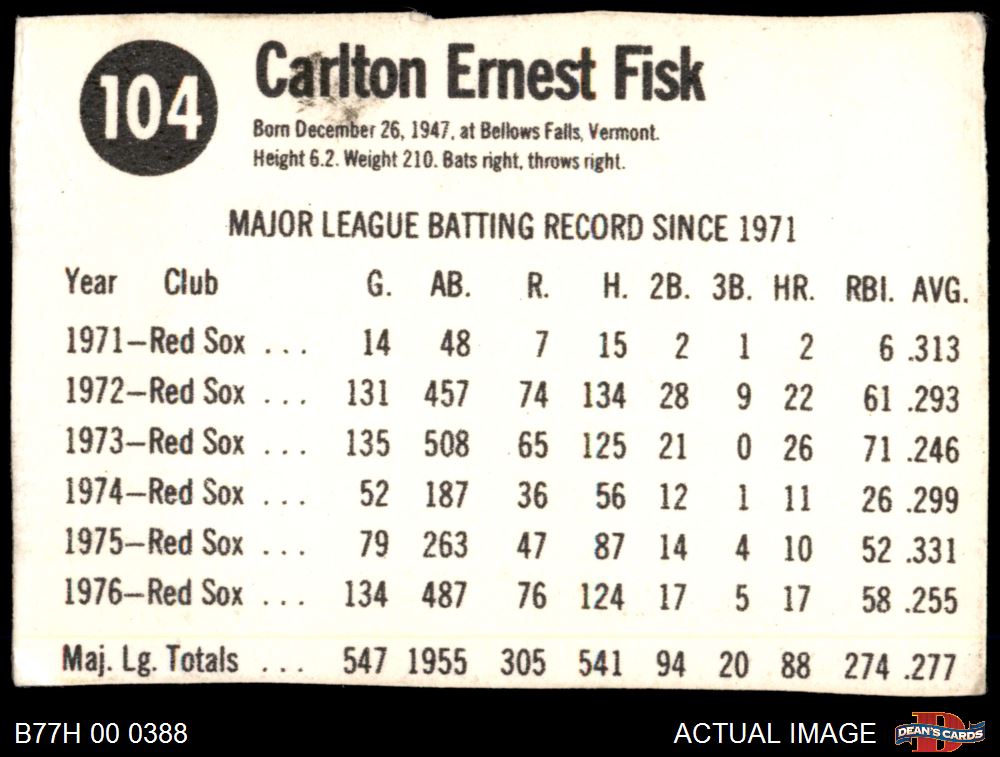 104
Carlton Ernest Fisk
Born December 26, 1947, at Bellows Falls, Vermont.
Height 6.2. Weight 210. Bats right, throws right.
MAJOR LEAGUE BATTING RECORD SINCE 1971
Year Club G. AB. R. H. 2B. 3B. HR. RBI. AVG.
1971—Red Sox ... 14 48 7 15 2 1 2 6 .313
1972—Red Sox ... 131 457 74 134 28 9 22 61 .293
1973—Red Sox ... 135 508 65 125 21 0 26 71 .246
1974—Red Sox ... 52 187 36 56 12 1 11 26 .299
1975—Red Sox ... 79 263 47 87 14 4 10 52 .331
1976—Red Sox ... 134 487 76 124 17 5 17 58 .255
Maj. Lg. Totals ... 547 1955 305 541 94 20 88 274 .277
B77H 00 0388 ACTUAL IMAGE D DEAN'S CARDS